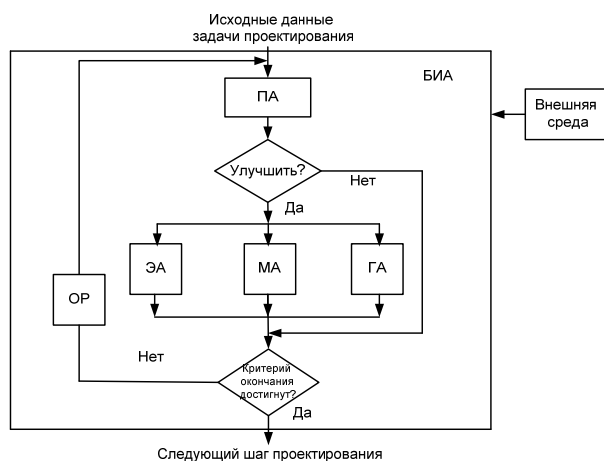 Исходные данные
задачи проектирования
БИА
ПА
Внешняя
среда
Улучшить?
Нет
Да
ЭА
МА
ГА
ОР
Нет
Критерий
окончания
достигнут?
Да
Следующий шаг проектирования